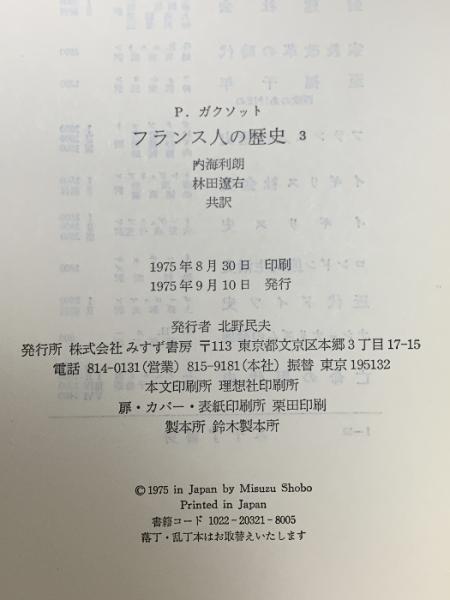 P. ガクソット
フランス人の歴史 3
内海利朗
林田遼右
共訳
1975年8月30日 印刷
1975年9月10日 発行
発行者 北野民夫
発行所 株式会社 みすず書房 〒113 東京都文京区本郷3丁目17-15
電話 814-0131(営業) 815-9181(本社) 振替 東京 195132
本文印刷所 理想社印刷所
扉・カバー・表紙印刷所 栗田印刷
製本所 鈴木製本所
© 1975 in Japan by Misuzu Shobo
Printed in Japan
書籍コード 1022-20321-8005
落丁・乱丁本はお取替えいたします